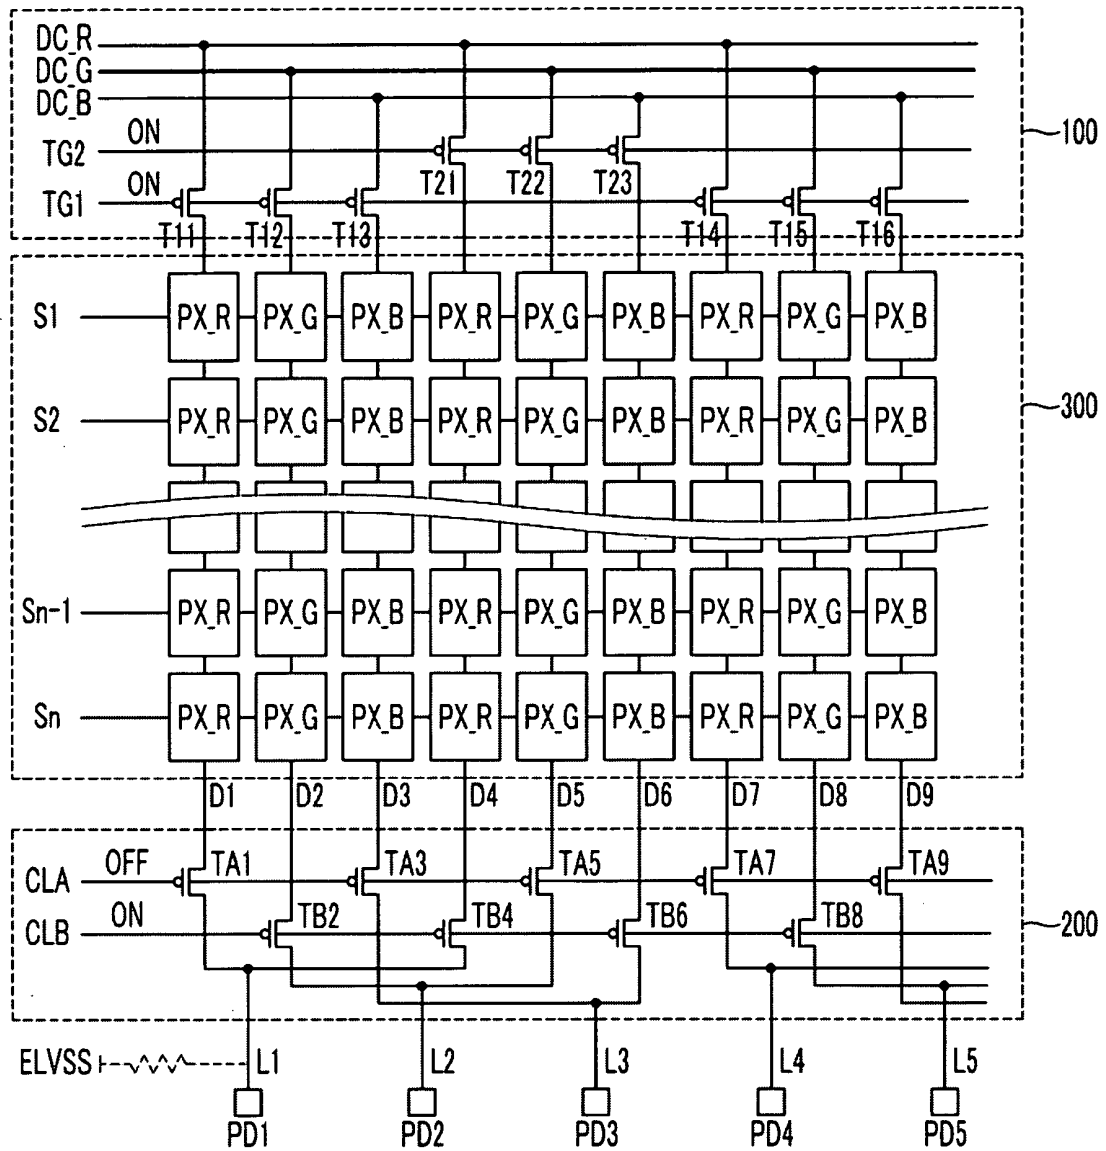 DC_R
DC_G
DC_B
ON
TG2
ON
TG1
T21 T22 T23
T11 T12 T13 T14 T15 T16
100
S1 PX_R PX_G PX_B PX_R PX_G PX_B PX_R PX_G PX_B
S2 PX_R PX_G PX_B PX_R PX_G PX_B PX_R PX_G PX_B
300
Sn-1 PX_R PX_G PX_B PX_R PX_G PX_B PX_R PX_G PX_B
Sn PX_R PX_G PX_B PX_R PX_G PX_B PX_R PX_G PX_B
D1 D2 D3 D4 D5 D6 D7 D8 D9
OFF TA1 TA3 TA5 TA7 TA9
CLA
ON TB2 TB4 TB6 TB8
CLB
200
ELVSS L1 L2 L3 L4 L5
PD1 PD2 PD3 PD4 PD5